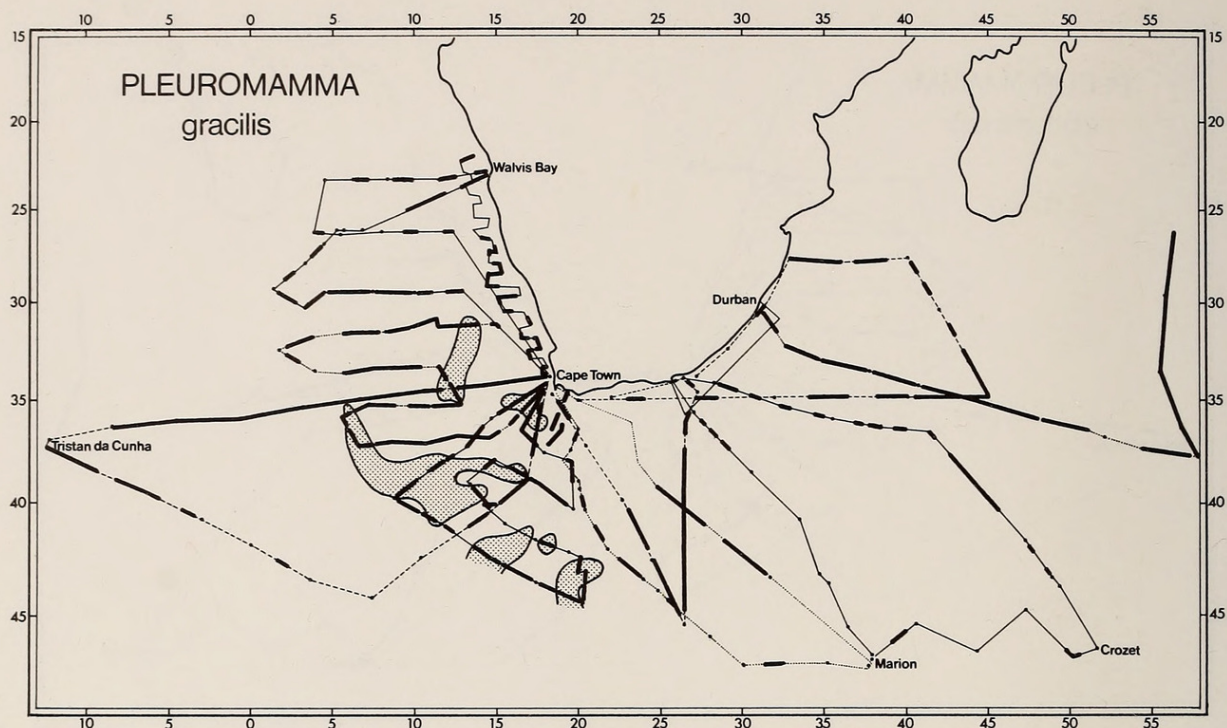 10 5 0 5 10 15 20 25 30 35 40 45 50 55
15 15
PLEUROMAMMA
gracilis
20 20
Walvis Bay
25 25
30 30
Durban
Cape Town
35 35
Tristan da Cunha
40 40
45 45
Marion
Crozet
10 5 0 5 10 15 20 25 30 35 40 45 50 55